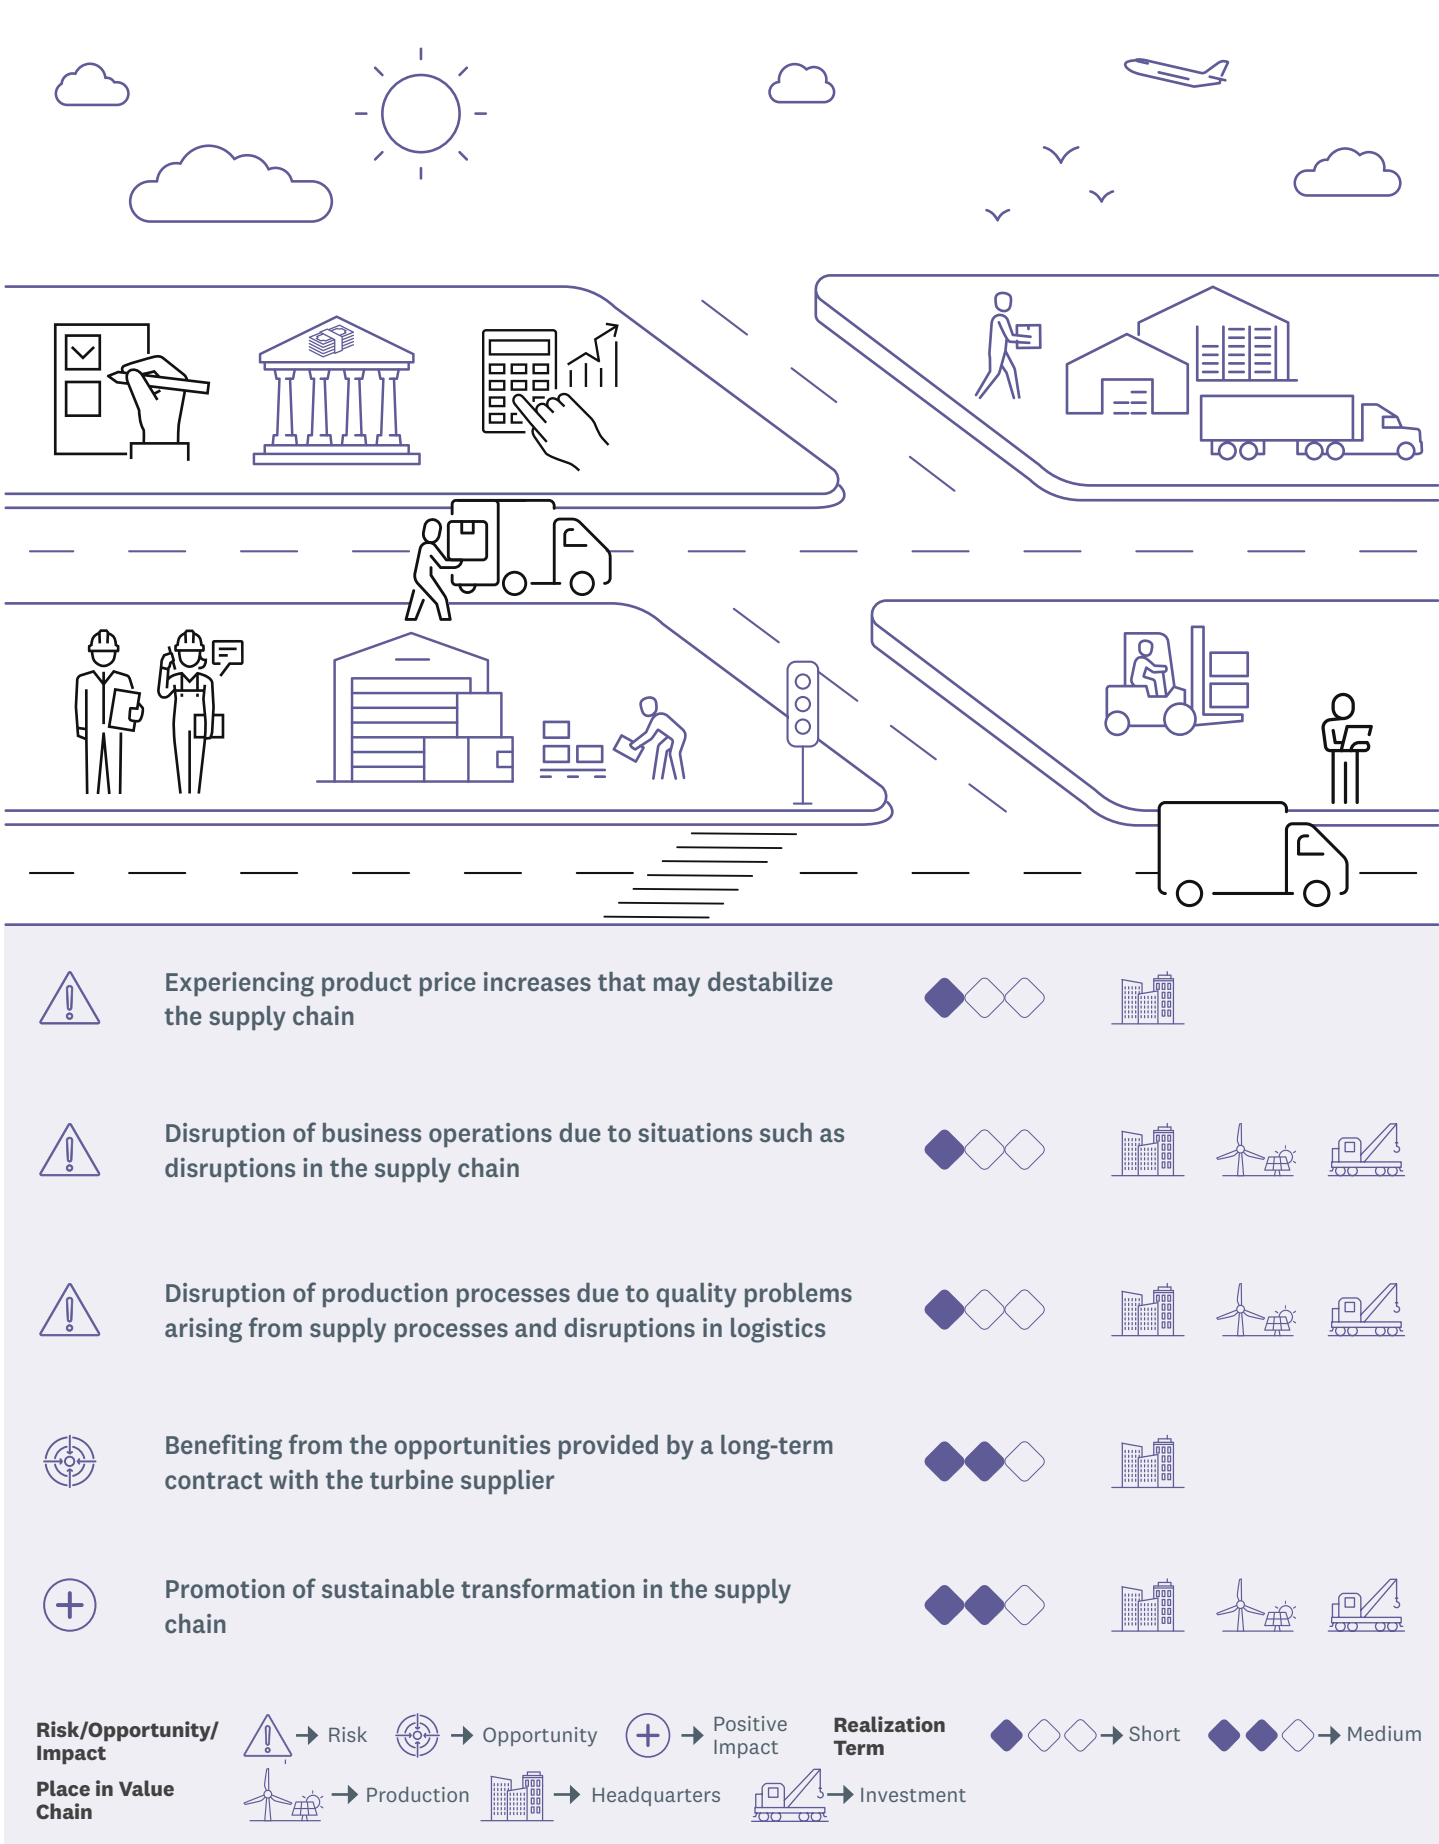 Experiencing product price increases that may destabilize
the supply chain
Disruption of business operations due to situations such as
disruptions in the supply chain
Disruption of production processes due to quality problems
arising from supply processes and disruptions in logistics
Benefiting from the opportunities provided by a long-term
contract with the turbine supplier
Promotion of sustainable transformation in the supply
chain
Risk/Opportunity/
Impact
Risk
Opportunity
Positive
Impact
Realization
Term
Short
Medium
Place in Value
Chain
Production
Headquarters
Investment